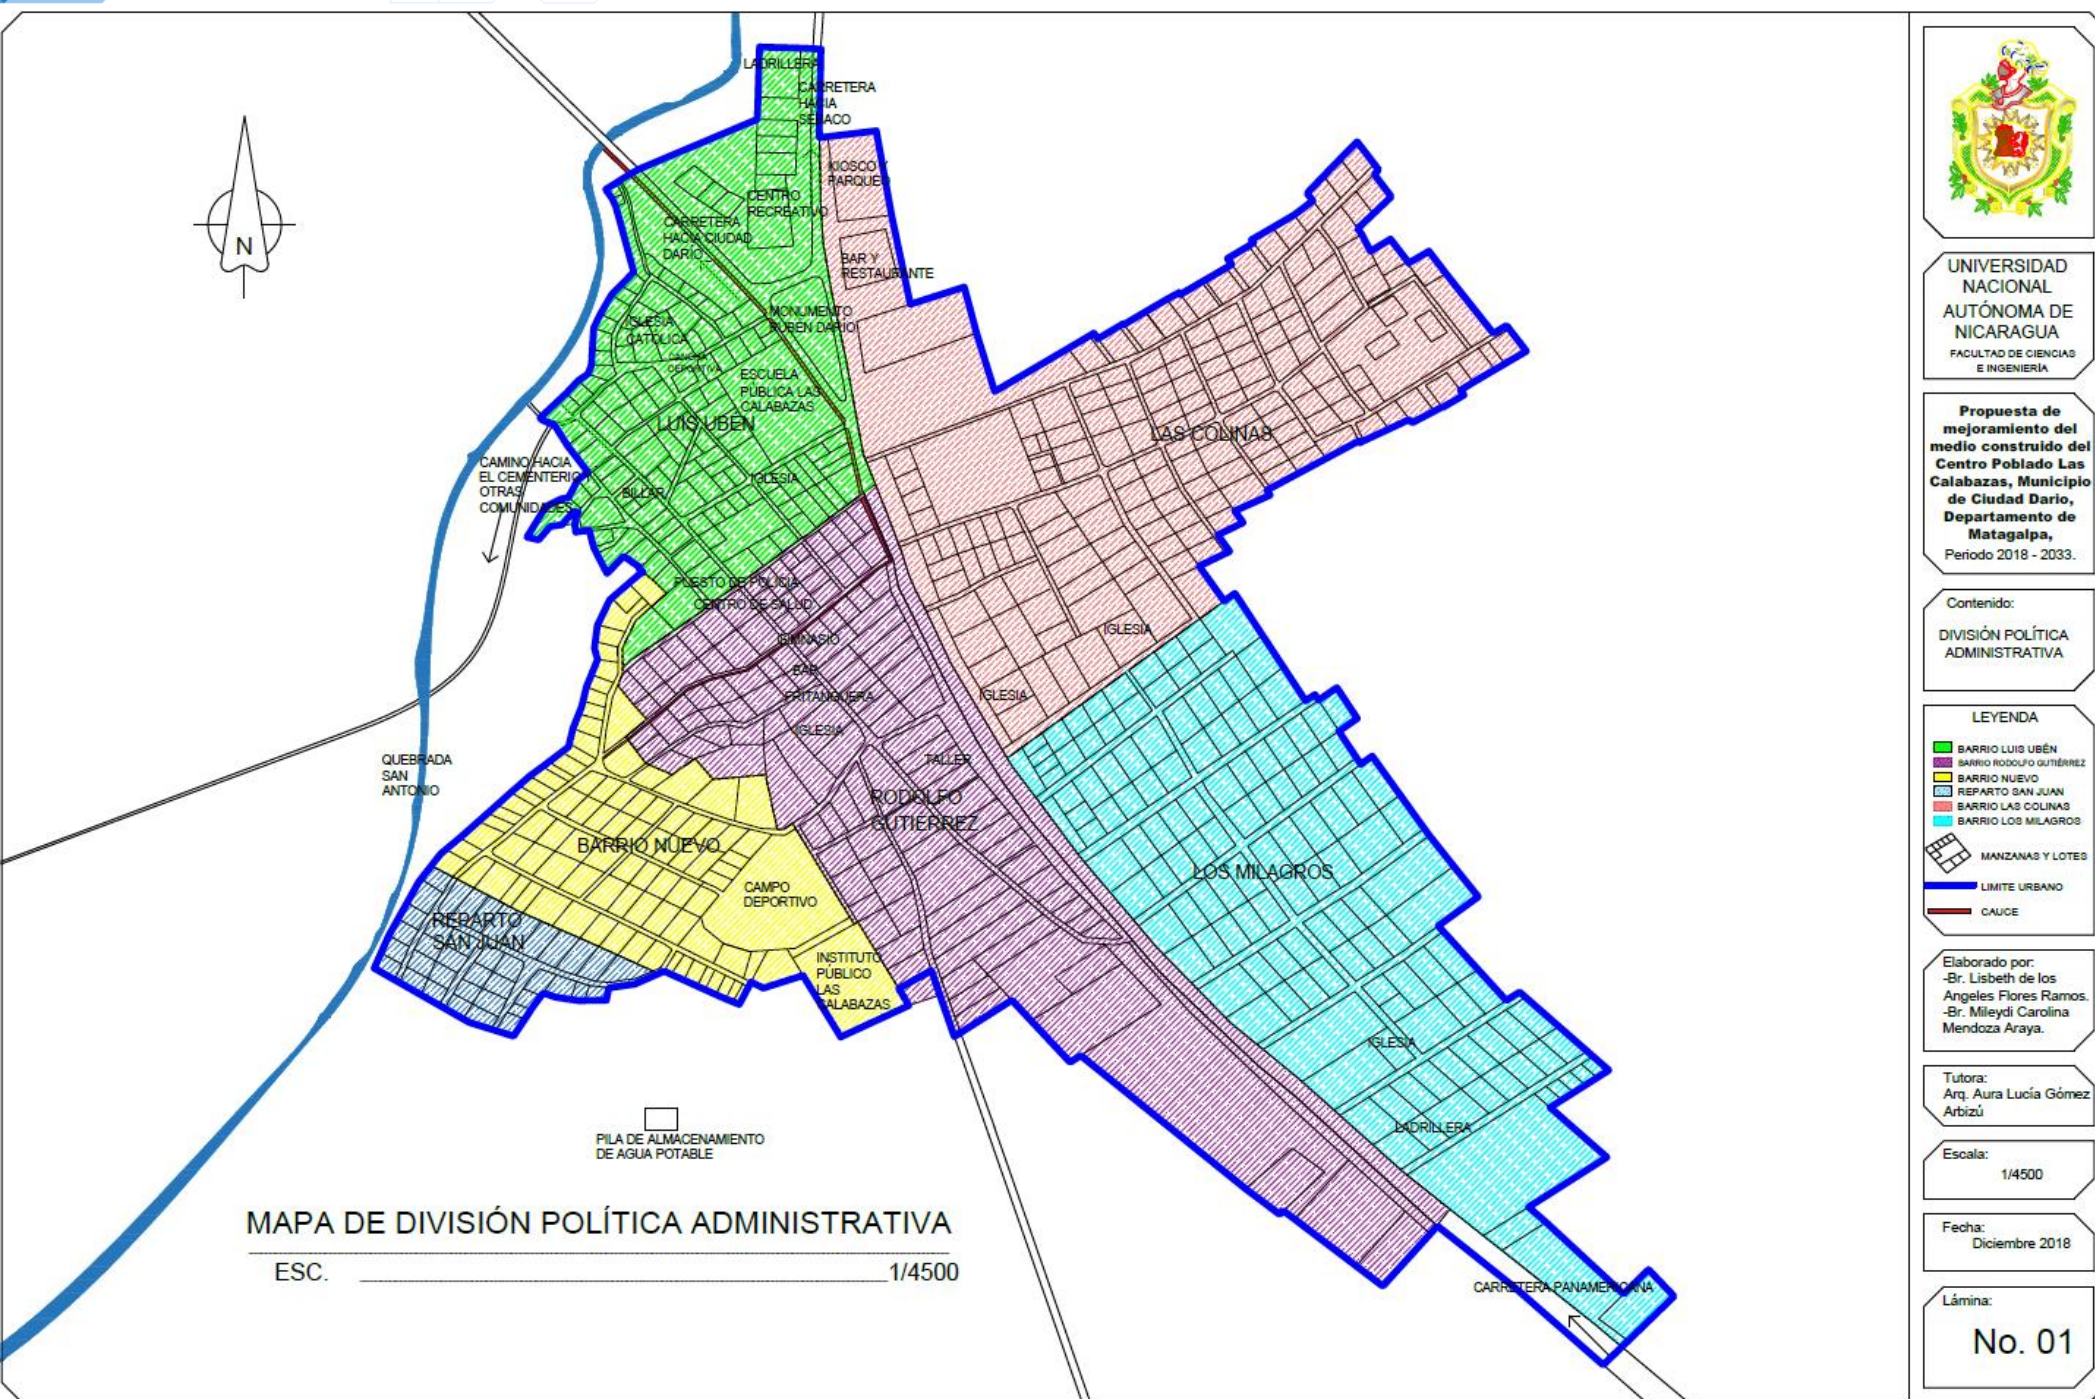 LADRILLERA
CARRETERA
HACIA
SEBACO
KIOSCO Y
PARQUEO
CENTRO
RECREATIVO
CARRETERA
HACIA CIUDAD
DARIO
BAR Y
RESTAURANTE
MONUMENTO
RUBEN DARIO
IGLESIA
CATOLICA
CANCHA
DEPORTIVA
ESCUELA
PÚBLICA LAS
CALABAZAS
LUIS UBEN
LAS COLINAS
CAMINO HACIA
EL CEMENTERIO
OTRAS
COMUNIDADES
BILLAR
IGLESIA
PUESTO DE POLICIA
CENTRO DE SALUD
GIMNASIO
BAR
FRITANGUERA
IGLESIA
IGLESIA
IGLESIA
TALLER
RODOLFO
GUTIERREZ
QUEBRADA
SAN
ANTONIO
BARRIO NUEVO
CAMPO
DEPORTIVO
LOS MILAGROS
REPARTO
SAN JUAN
INSTITUTO
PÚBLICO
LAS
CALABAZAS
IGLESIA
LADRILLERA
PILA DE ALMACENAMIENTO
DE AGUA POTABLE
CARRETERA PANAMERICANA
N
MAPA DE DIVISIÓN POLÍTICA ADMINISTRATIVA
ESC. 1/4500
UNIVERSIDAD
NACIONAL
AUTÓNOMA DE
NICARAGUA
FACULTAD DE CIENCIAS
E INGENIERÍA
Propuesta de
mejoramiento del
medio construido del
Centro Poblado Las
Calabazas, Municipio
de Ciudad Dario,
Departamento de
Matagalpa,
Periodo 2018 - 2033.
Contenido:
DIVISIÓN POLÍTICA
ADMINISTRATIVA
LEYENDA
BARRIO LUIS UBÉN
BARRIO RODOLFO GUTIÉRREZ
BARRIO NUEVO
REPARTO SAN JUAN
BARRIO LAS COLINAS
BARRIO LOS MILAGROS
MANZANAS Y LOTES
LIMITE URBANO
CAUCE
Elaborado por:
-Br. Lisbeth de los
Angeles Flores Ramos.
-Br. Mileydi Carolina
Mendoza Araya.
Tutora:
Arq. Aura Lucía Gómez
Arbizú
Escala:
1/4500
Fecha:
Diciembre 2018
Lámina:
No. 01